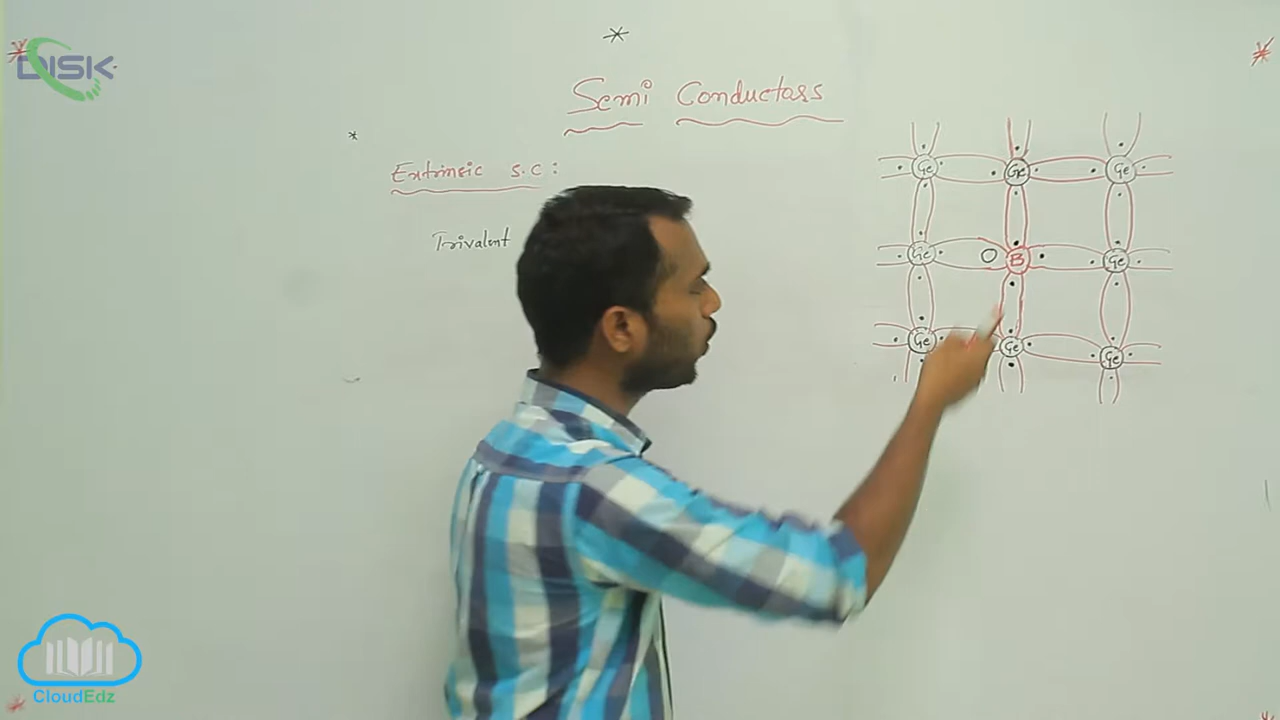 DISK
Semi Conductors
Extrinsic S.C :
Trivalent
Ge Ge Ge
Ge B Ge
Ge Ge Ge
CloudEdz